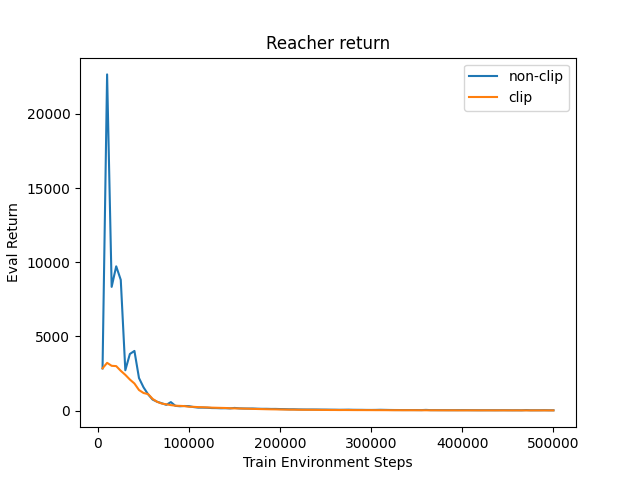 Reacher return
non-clip
clip
Eval Return
20000
15000
10000
5000
0
0
100000
200000
300000
400000
500000
Train Environment Steps